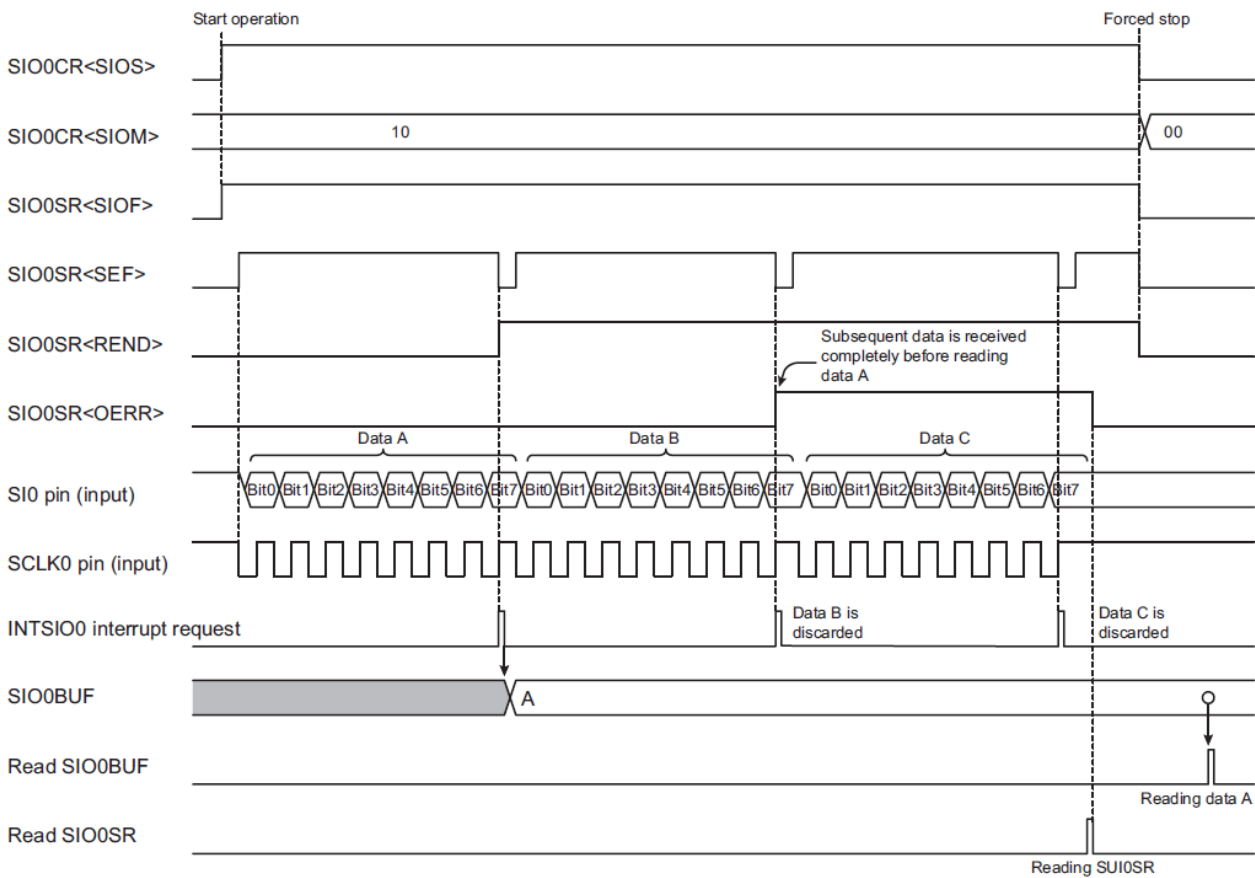 Start operation
Forced stop
SIO0CR<SIOS>
SIO0CR<SIOM>
10
00
SIO0SR<SIOF>
SIO0SR<SEF>
SIO0SR<REND>
Subsequent data is received
completely before reading
data A
SIO0SR<OERR>
Data A
Data B
Data C
SI0 pin (input)
Bit0 Bit1 Bit2 Bit3 Bit4 Bit5 Bit6 Bit7 Bit0 Bit1 Bit2 Bit3 Bit4 Bit5 Bit6 Bit7 Bit0 Bit1 Bit2 Bit3 Bit4 Bit5 Bit6 Bit7
SCLK0 pin (input)
INTSIO0 interrupt request
Data B is
discarded
Data C is
discarded
SIO0BUF
A
Read SIO0BUF
Reading data A
Read SIO0SR
Reading SUI0SR